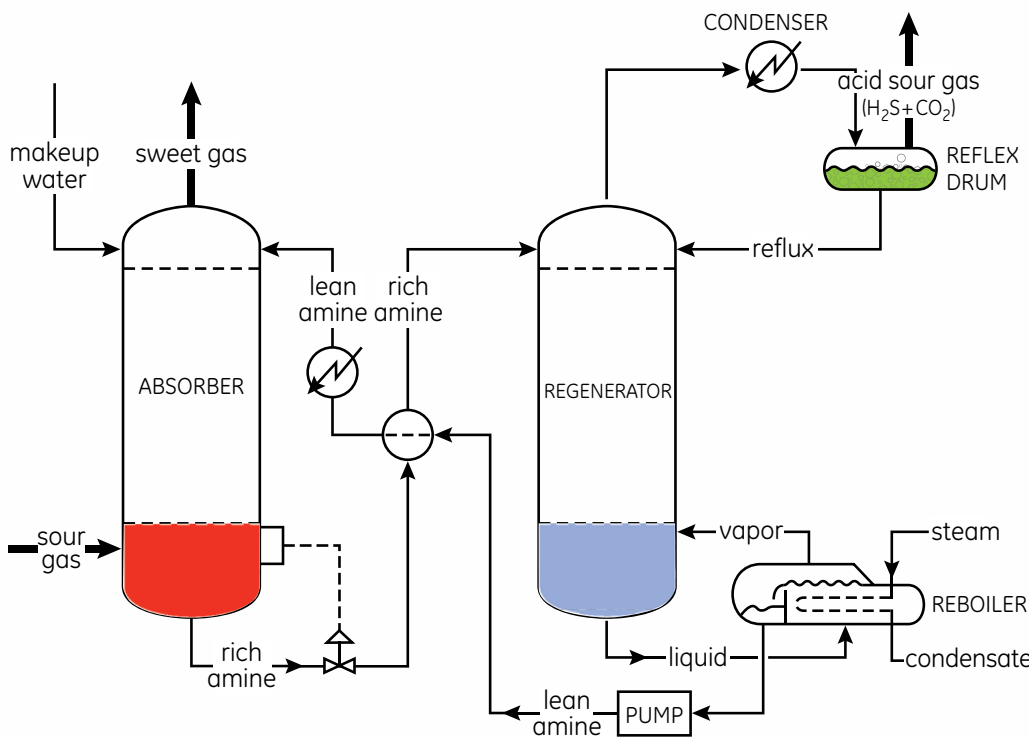 CONDENSER
acid sour gas
(H₂S+CO₂)
makeup
water
sweet gas
REFLEX
DRUM
reflux
lean
amine
rich
amine
ABSORBER
REGENERATOR
sour
gas
vapor
steam
REBOILER
rich
amine
liquid
condensate
lean
amine
PUMP